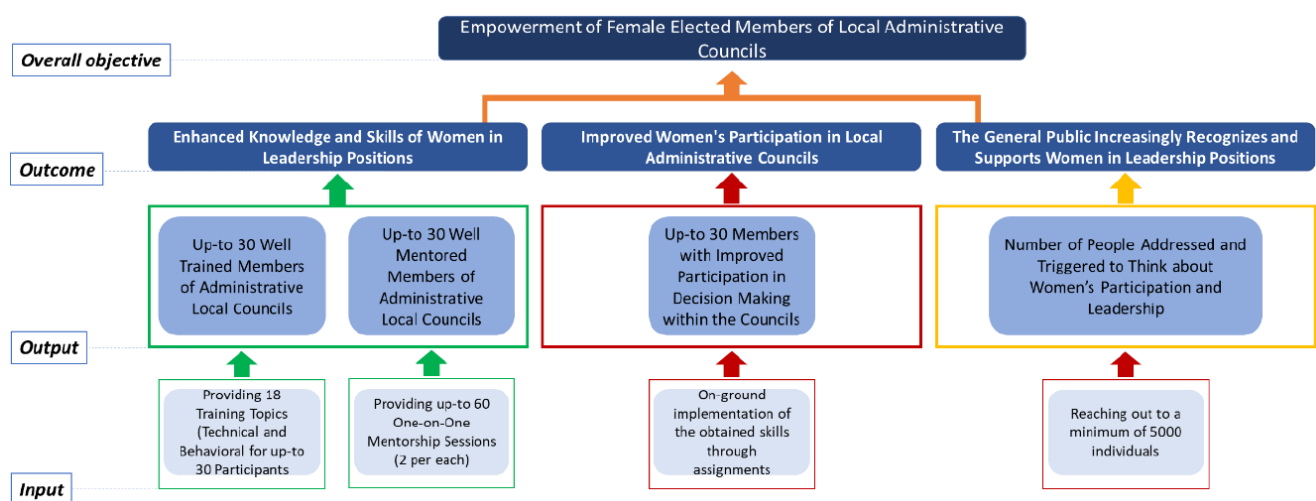 Empowerment of Female Elected Members of Local Administrative
Councils
Overall objective
Enhanced Knowledge and Skills of Women in
Leadership Positions
Improved Women's Participation in Local
Administrative Councils
The General Public Increasingly Recognizes and
Supports Women in Leadership Positions
Outcome
Up-to 30 Well
Trained Members
of Administrative
Local Councils
Up-to 30 Well
Mentored
Members of
Administrative
Local Councils
Up-to 30 Members
with Improved
Participation in
Decision Making
within the Councils
Number of People Addressed and
Triggered to Think about
Women's Participation and
Leadership
Output
Providing 18
Training Topics
(Technical and
Behavioral for up-to
30 Participants
Providing up-to 60
One-on-One
Mentorship Sessions
(2 per each)
On-ground
implementation of
the obtained skills
through
assignments
Reaching out to a
minimum of 5000
individuals
Input